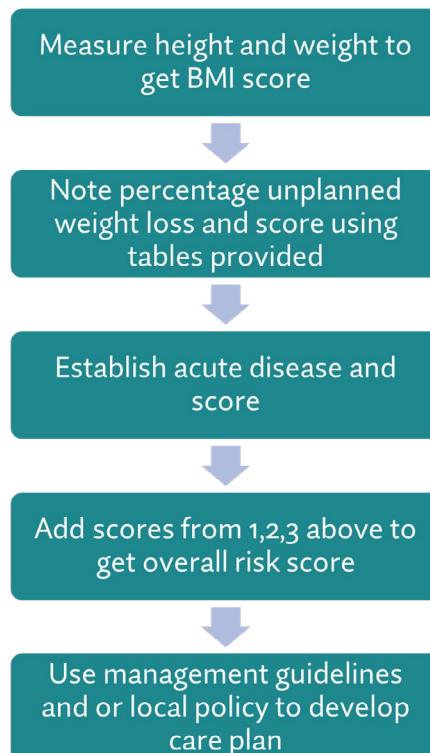 Measure height and weight to
get BMI score
Note percentage unplanned
weight loss and score using
tables provided
Establish acute disease and
score
Add scores from 1,2,3 above to
get overall risk score
Use management guidelines
and or local policy to develop
care plan